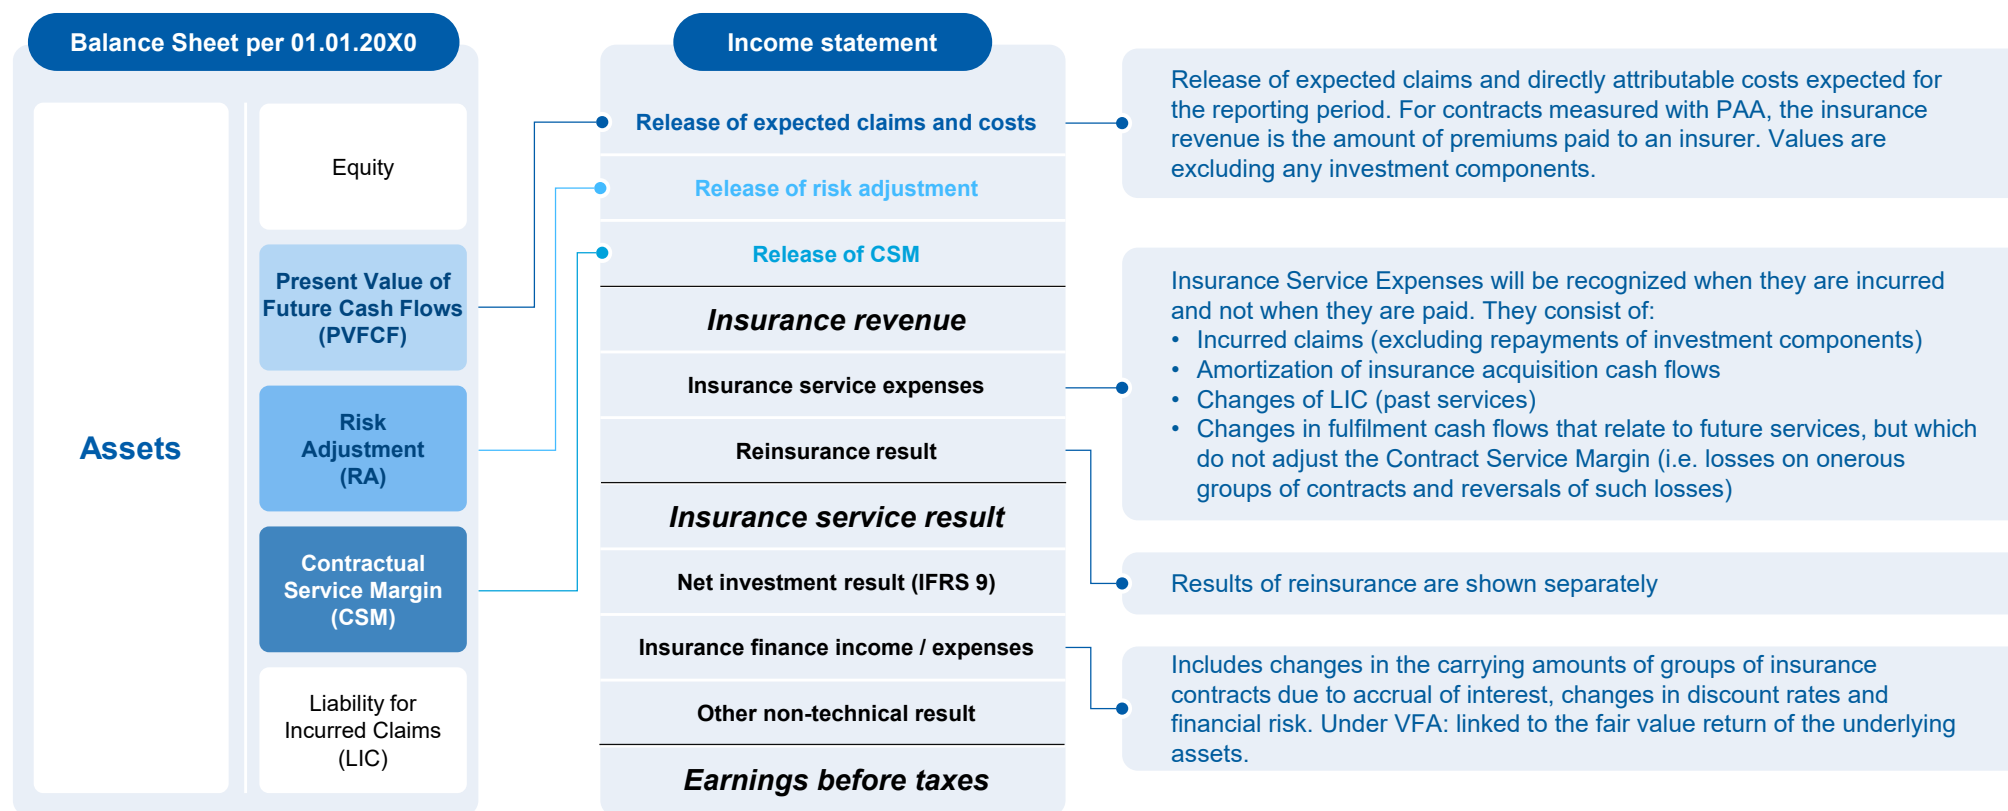 Balance Sheet per 01.01.20X0
Assets
Equity
Present Value of
Future Cash Flows
(PVFCF)
Risk
Adjustment
(RA)
Contractual
Service Margin
(CSM)
Liability for
Incurred Claims
(LIC)
Income statement
Release of expected claims and costs
Release of risk adjustment
Release of CSM
Insurance revenue
Insurance service expenses
Reinsurance result
Insurance service result
Net investment result (IFRS 9)
Insurance finance income / expenses
Other non-technical result
Earnings before taxes
Release of expected claims and directly attributable costs expected for
the reporting period. For contracts measured with PAA, the insurance
revenue is the amount of premiums paid to an insurer. Values are
excluding any investment components.
Insurance Service Expenses will be recognized when they are incurred
and not when they are paid. They consist of:
• Incurred claims (excluding repayments of investment components)
• Amortization of insurance acquisition cash flows
• Changes of LIC (past services)
• Changes in fulfilment cash flows that relate to future services, but which
do not adjust the Contract Service Margin (i.e. losses on onerous
groups of contracts and reversals of such losses)
Results of reinsurance are shown separately
Includes changes in the carrying amounts of groups of insurance
contracts due to accrual of interest, changes in discount rates and
financial risk. Under VFA: linked to the fair value return of the underlying
assets.